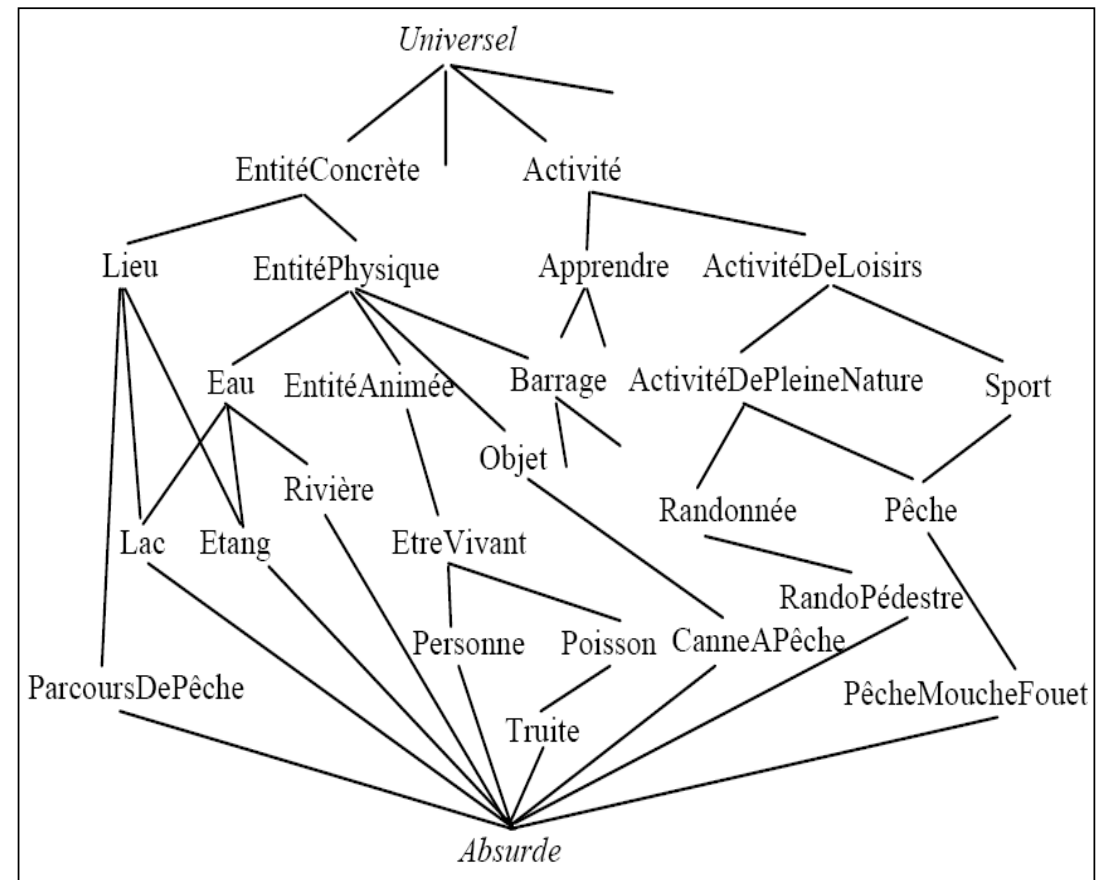 Universel
EntitéConcrète
Activité
Lieu
EntitéPhysique
Apprendre
ActivitéDeLoisirs
Eau
EntitéAnimée
Barrage
ActivitéDePleineNature
Sport
Objet
Rivière
Randonnée
Pêche
Lac
Etang
EtreVivant
RandoPédestre
Personne
Poisson
CanneAPêche
ParcoursDePêche
PêcheMoucheFouet
Truite
Absurde